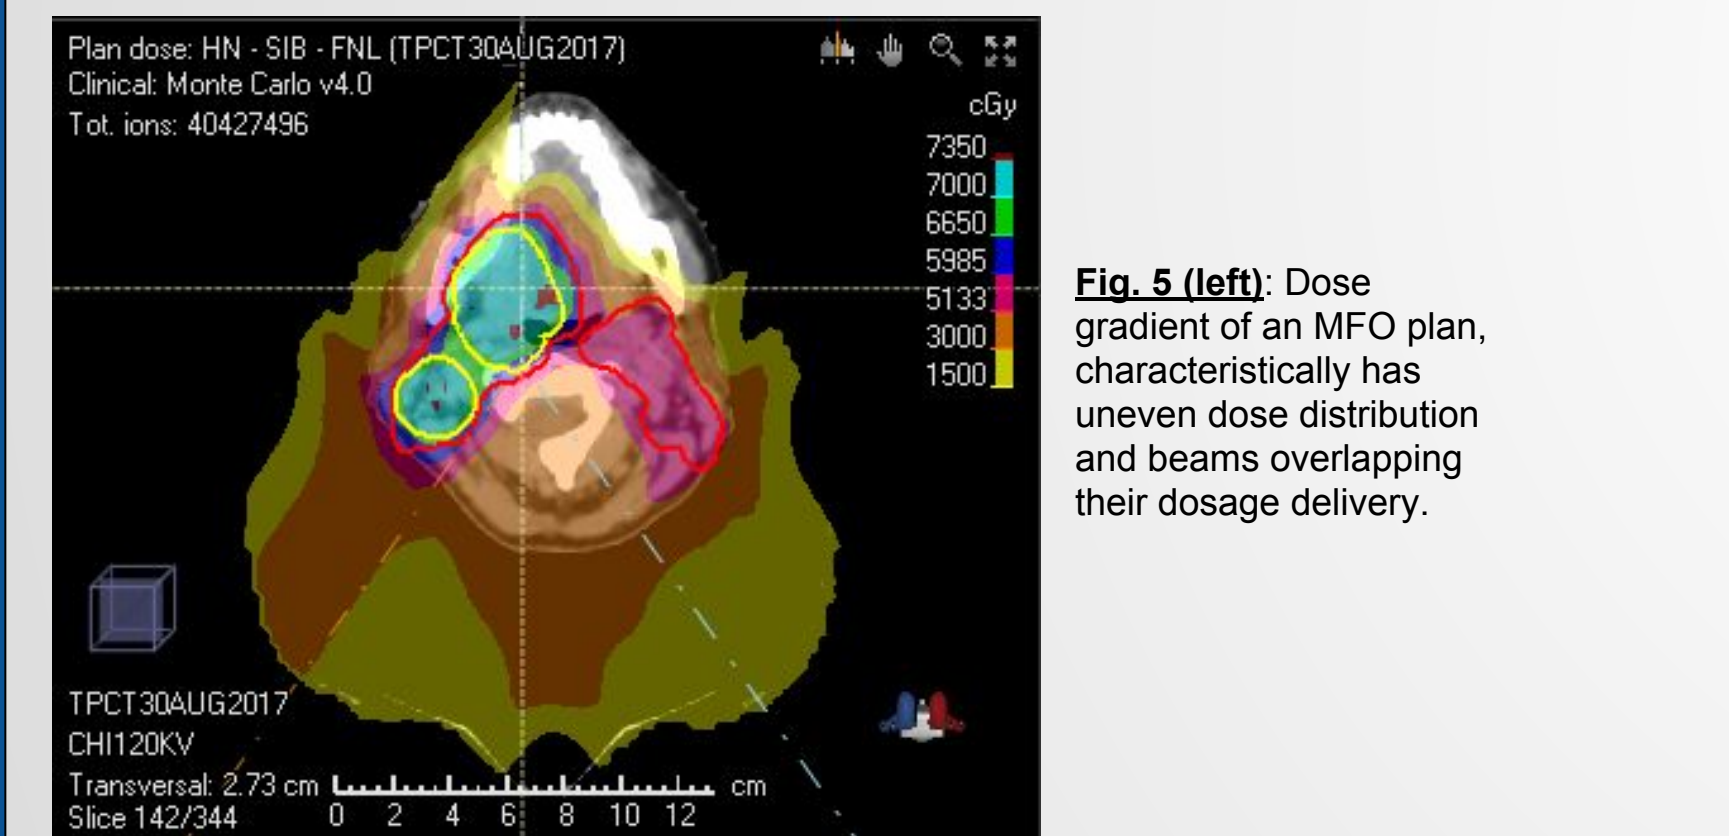 Plan dose: HN - SIB - FNL (TPCT30AUG2017)
Clinical: Monte Carlo v4.0
Tot. ions: 40427496
cGy
7350
7000
6650
5985
5133
3000
1500
TPCT30AUG2017
CHI120KV
Transversal: 2.73 cm
Slice 142/344
0 2 4 6 8 10 12 cm
Fig. 5 (left): Dose
gradient of an MFO plan,
characteristically has
uneven dose distribution
and beams overlapping
their dosage delivery.